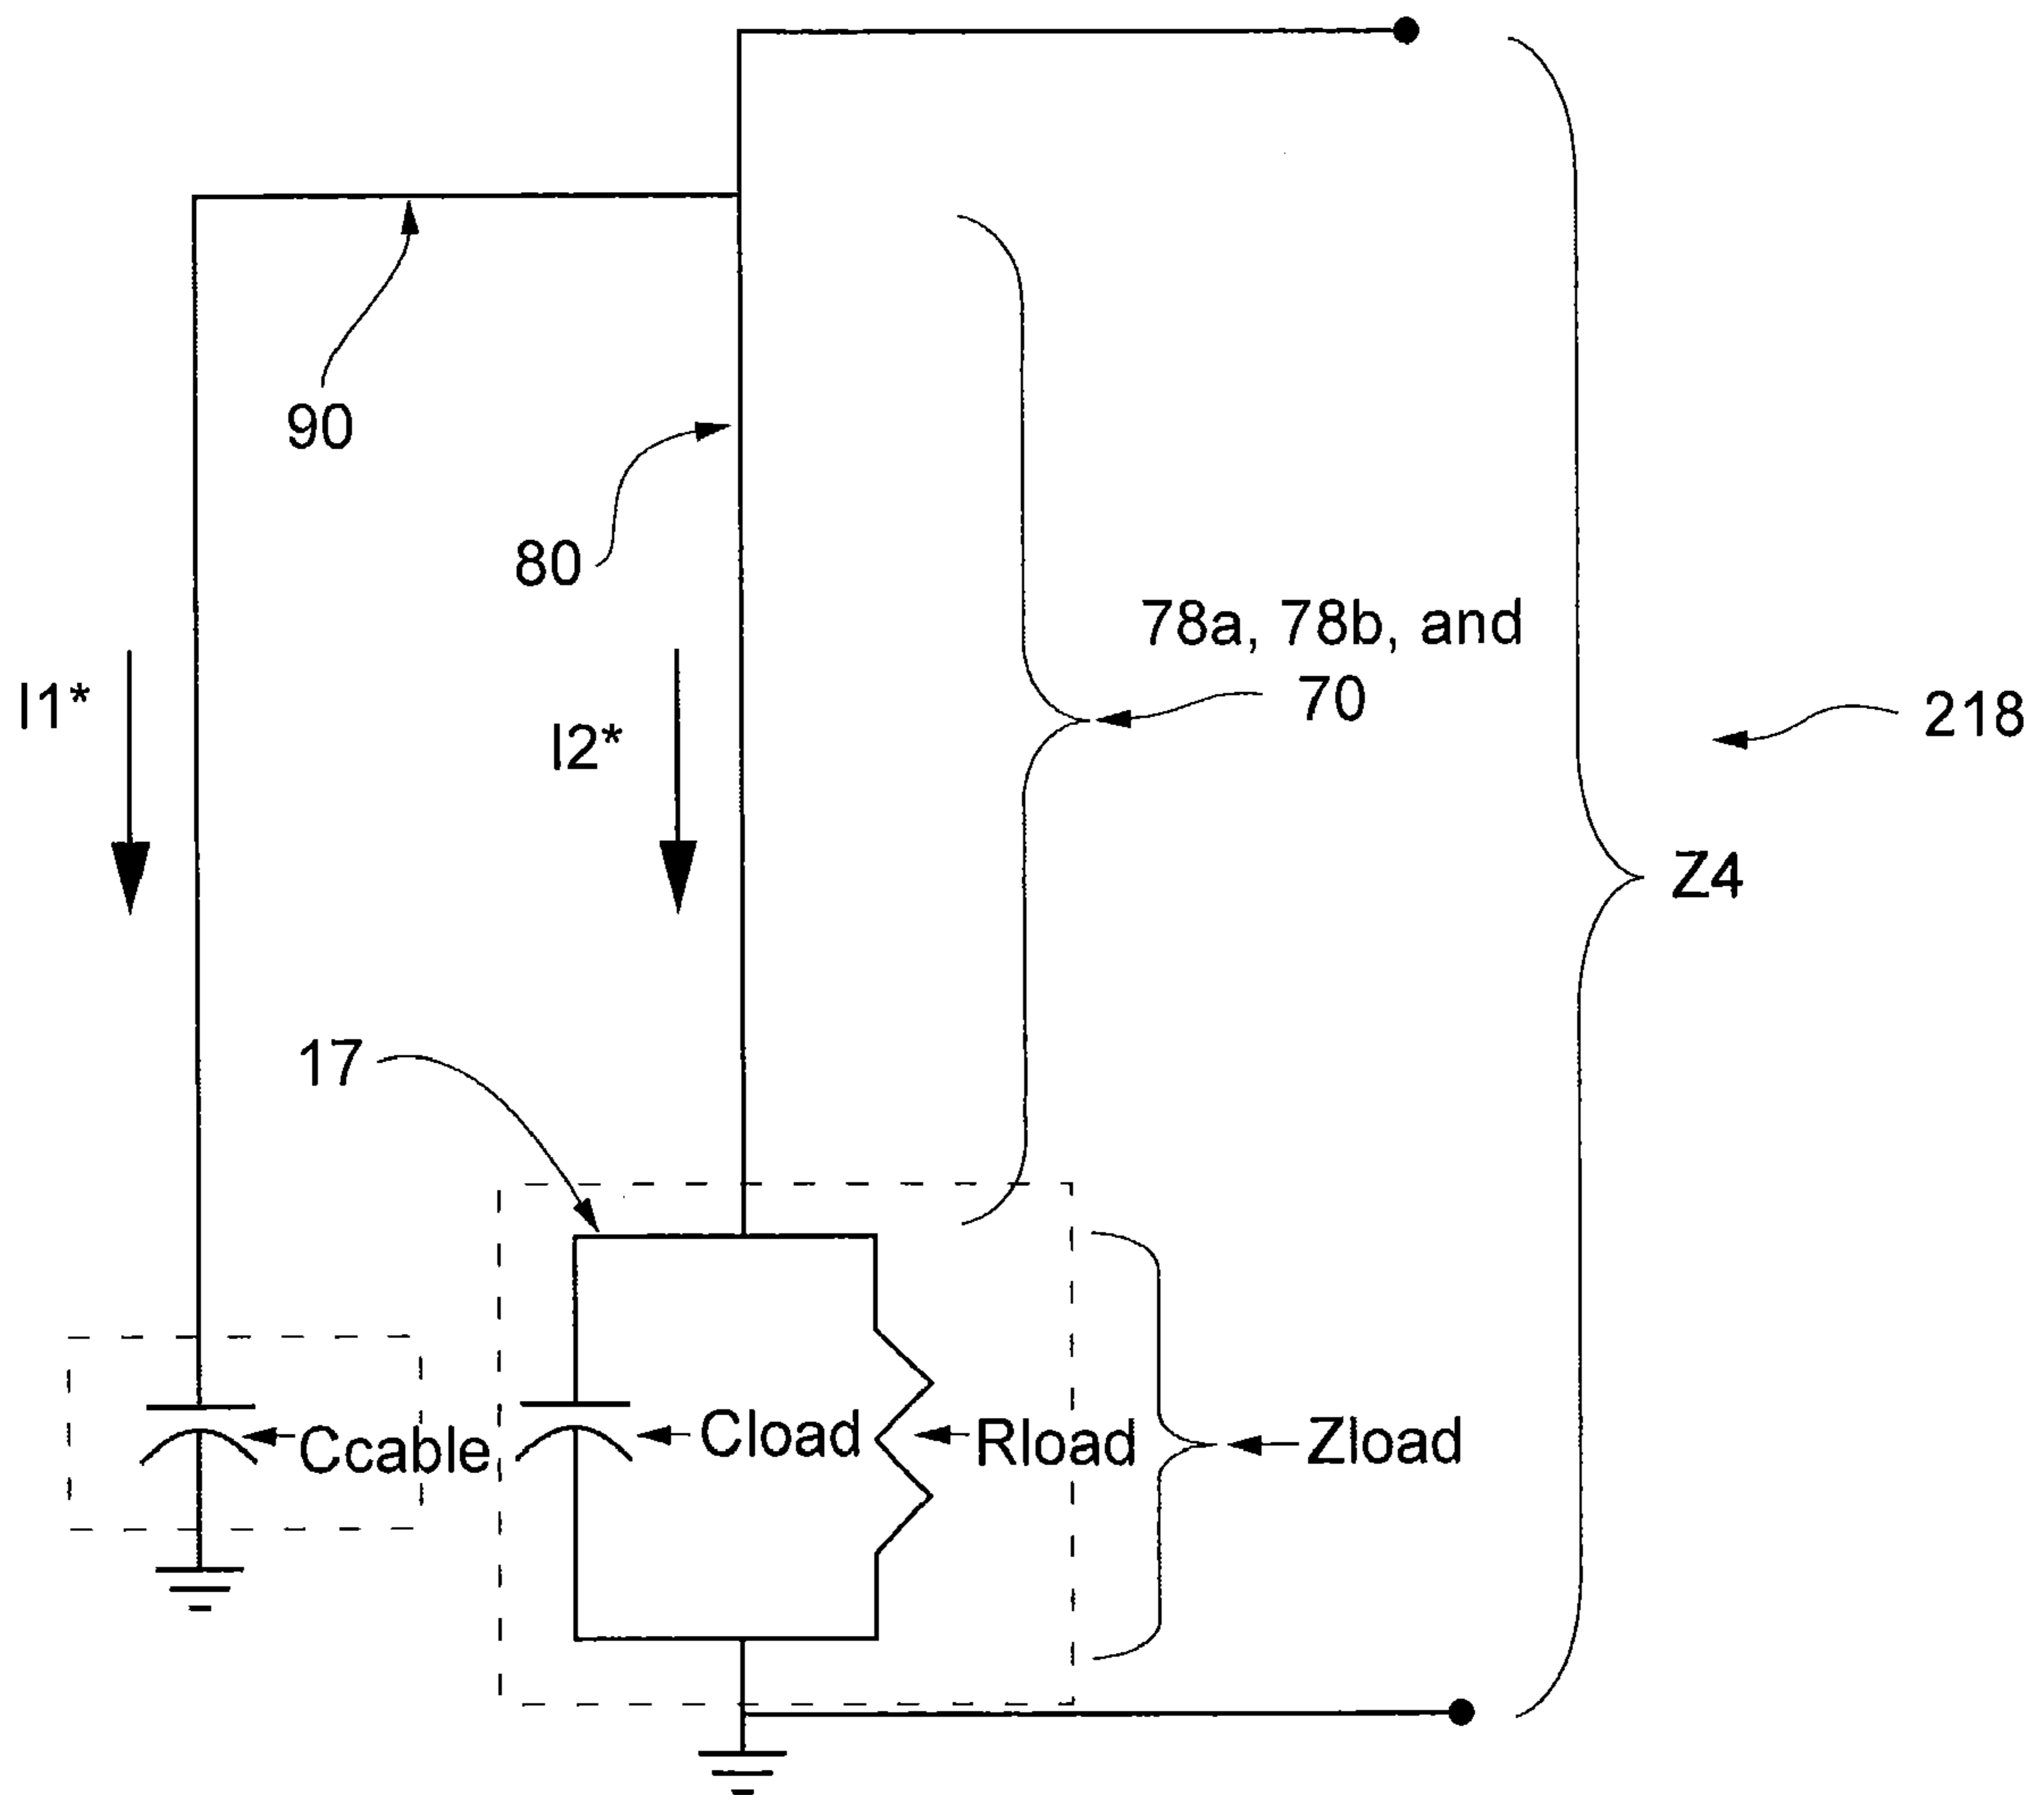 90
80
78a, 78b, and
70
I1*
I2*
218
Z4
17
Ccable
Cload
Rload
Zload